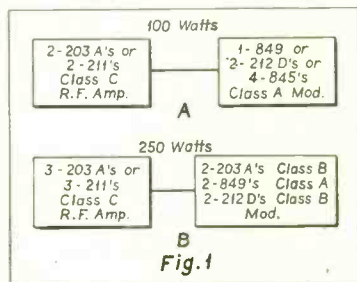 100 Watts
2-203 A's or
2-211's
Class C
R.F. Amp.
1-849 or
2-212 D's or
4-845's
Class A Mod.
A
250 Watts
3-203 A's or
3-211's
Class C
R.F. Amp.
2-203 A's Class B
2-849's Class A
2-212 D's Class B
Mod.
B
Fig.1